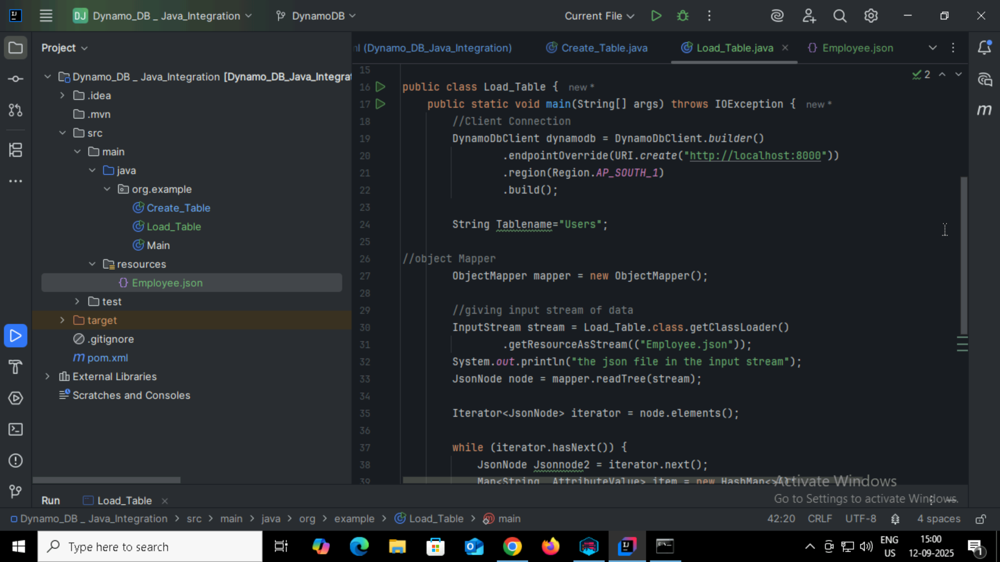 DJ Dynamo_DB _ Java_Integration
DynamoDB
Current File
Project
(Dynamo_DB_Java_Integration)
Create_Table.java
Load_Table.java
Employee.json
Dynamo_DB _ Java_Integration [Dynamo_DB_Java_Integra
.idea
.mvn
src
main
java
org.example
Create_Table
Load_Table
Main
resources
{} Employee.json
test
target
.gitignore
m pom.xml
External Libraries
Scratches and Consoles
2
15
16 public class Load_Table { new *
17 public static void main(String[] args) throws IOException { new *
18 //Client Connection
19 DynamoDbClient dynamodb = DynamoDbClient.builder()
20 .endpointOverride(URI.create("http://localhost:8000"))
21 .region(Region.AP_SOUTH_1)
22 .build();
23
24 String Tablename="Users";
25
26 //object Mapper
27 ObjectMapper mapper = new ObjectMapper();
28
29 //giving input stream of data
30 InputStream stream = Load_Table.class.getClassLoader()
31 .getResourceAsStream(("Employee.json"));
32 System.out.println("the json file in the input stream");
33 JsonNode node = mapper.readTree(stream);
34
35 Iterator<JsonNode> iterator = node.elements();
36
37 while (iterator.hasNext()) {
38 JsonNode Jsonnode2 = iterator.next();
39 Map<String, AttributeValue> item = new HashMap<>()
m
Activate Windows
Go to Settings to activate Windows.
Run Load_Table
Dynamo_DB _ Java_Integration > src > main > java > org > example > Load_Table > main
42:20 CRLF UTF-8 4 spaces
Type here to search
ENG
US
15:00
12-09-2025
1